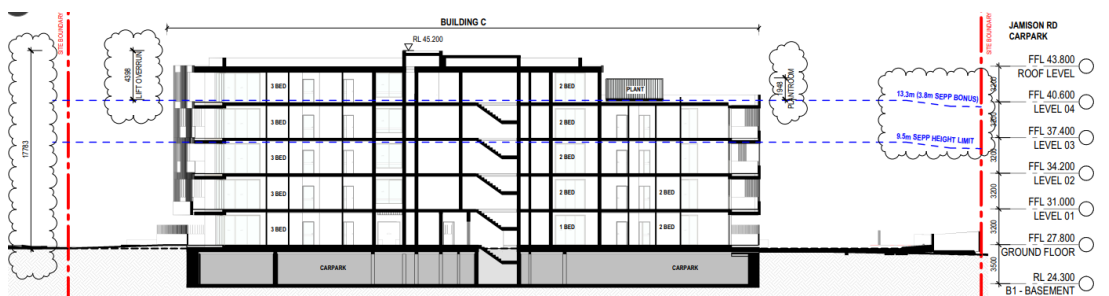 BUILDING C
RL 45.200
SITE BOUNDARY
17783
4398
LIFT OVERRUN
3 BED
2 BED
PLANT
1948
PLANTROOM
3 BED
2 BED
3 BED
2 BED
3 BED
2 BED
2 BED
3 BED
1 BED
2 BED
CARPARK
CARPARK
13.3m (3.8m SEPP BONUS)
9.5m SEPP HEIGHT LIMIT
SITE BOUNDARY
JAMISON RD
CARPARK
FFL 43.800
ROOF LEVEL
3200
FFL 40.600
LEVEL 04
3200
FFL 37.400
LEVEL 03
3200
FFL 34.200
LEVEL 02
3200
FFL 31.000
LEVEL 01
3200
FFL 27.800
GROUND FLOOR
3500
RL 24.300
B1 - BASEMENT